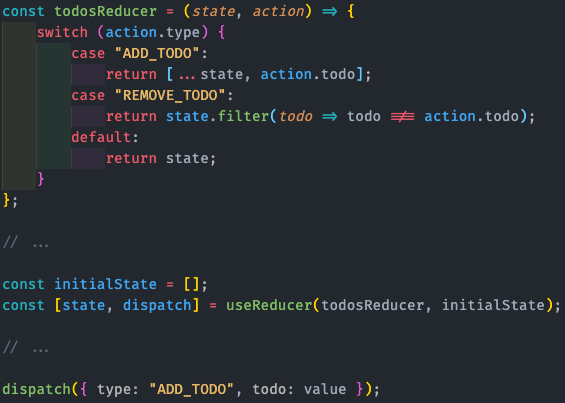 const todosReducer = (state, action) => {
switch (action.type) {
case "ADD_TODO":
return [...state, action.todo];
case "REMOVE_TODO":
return state.filter(todo => todo !== action.todo);
default:
return state;
}
};
// ...
const initialState = [];
const [state, dispatch] = useReducer(todosReducer, initialState);
// ...
dispatch({ type: "ADD_TODO", todo: value });